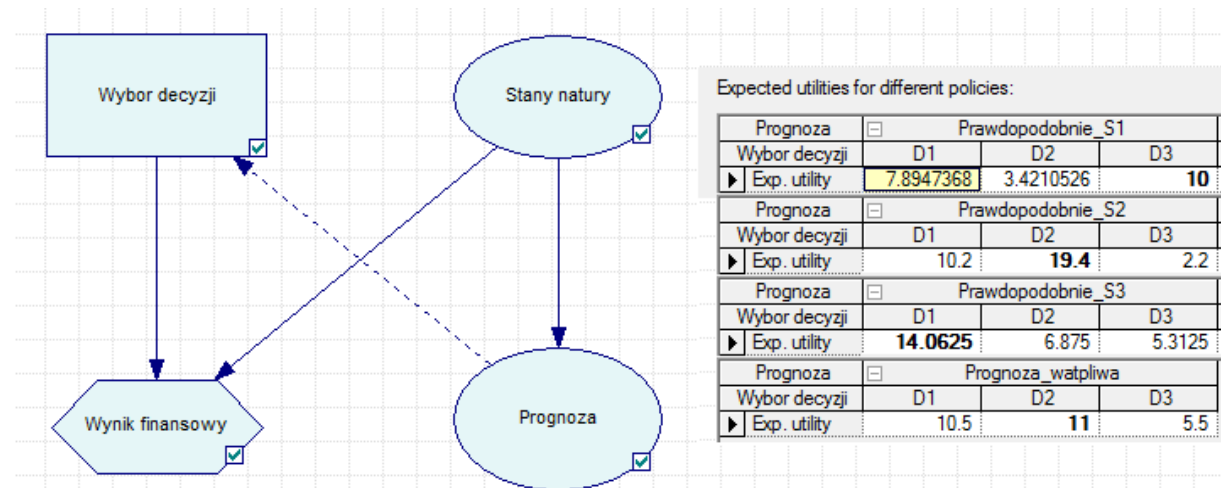 Wybor decyzji
Stany natury
Wynik finansowy
Prognoza
Expected utilities for different policies:
Prognoza Prawdopodobnie_S1
Wybor decyzji D1 D2 D3
Exp. utility 7.8947368 3.4210526 10
Prognoza Prawdopodobnie_S2
Wybor decyzji D1 D2 D3
Exp. utility 10.2 19.4 2.2
Prognoza Prawdopodobnie_S3
Wybor decyzji D1 D2 D3
Exp. utility 14.0625 6.875 5.3125
Prognoza Prognoza_watpliwa
Wybor decyzji D1 D2 D3
Exp. utility 10.5 11 5.5